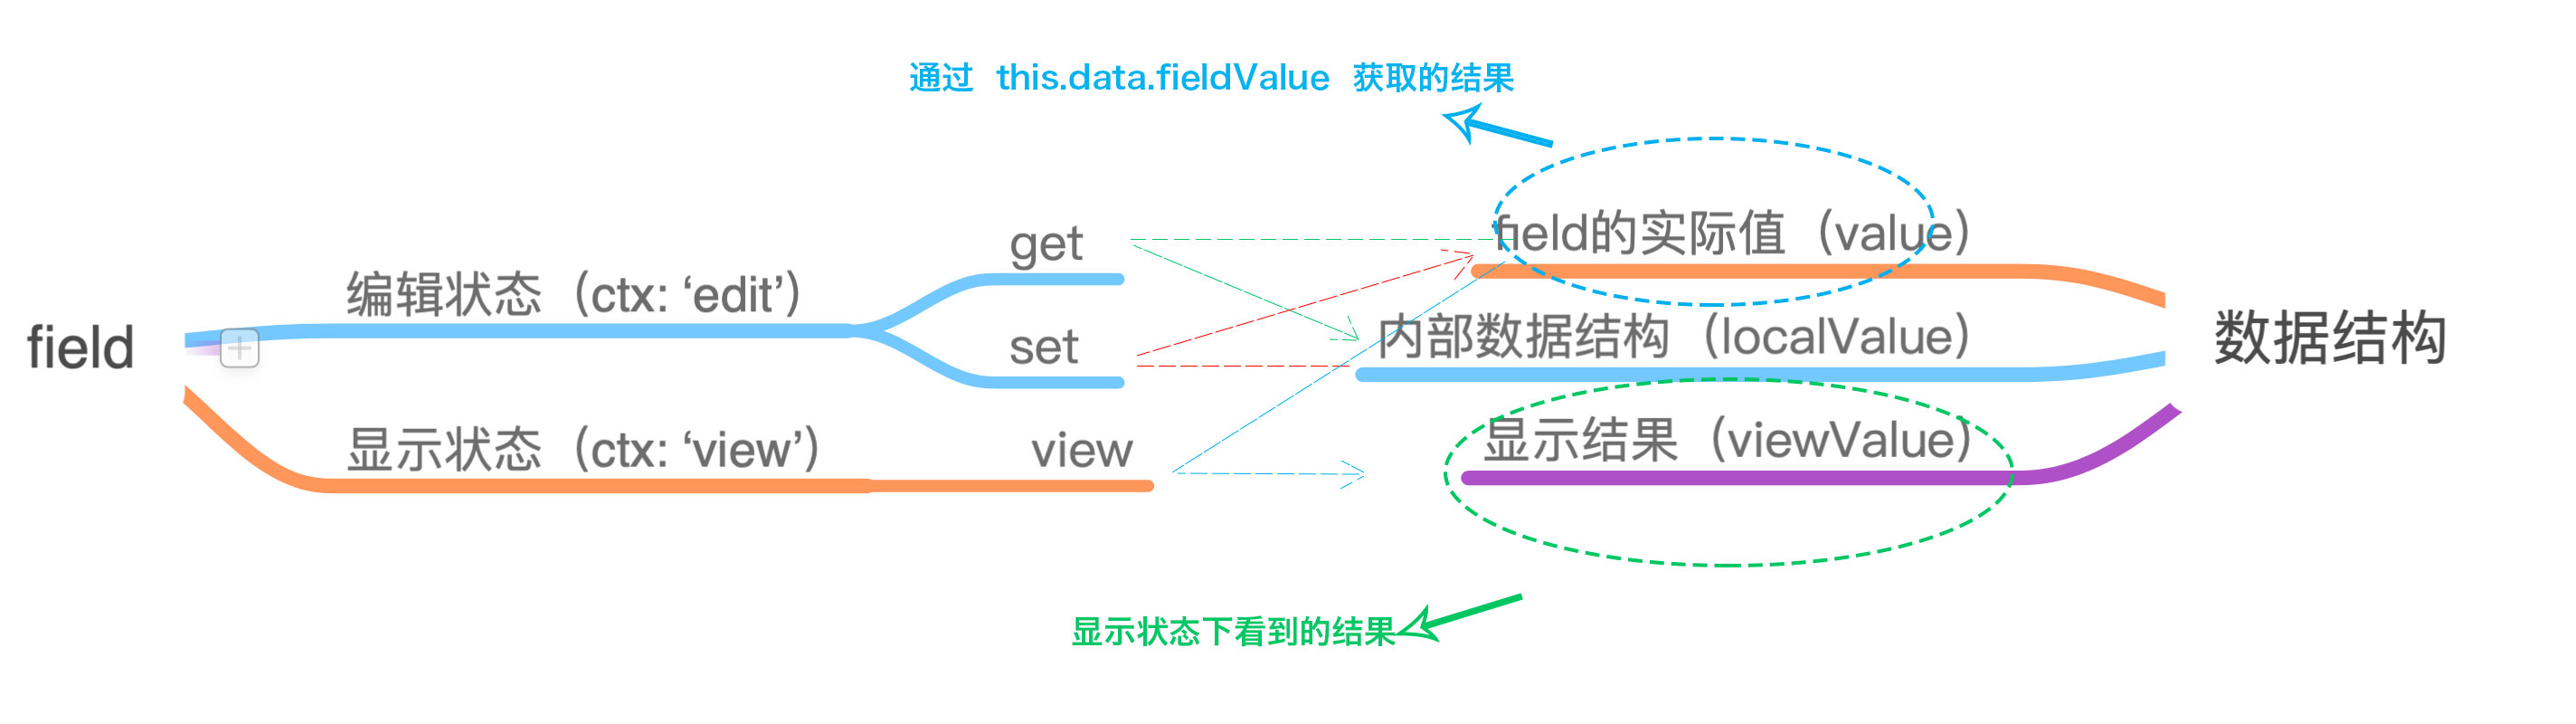 通过 this.data.fieldValue 获取的结果
field
编辑状态（ctx: ‘edit’）
get
set
显示状态（ctx: ‘view’）
view
field的实际值（value）
内部数据结构（localValue）
显示结果（viewValue）
数据结构
显示状态下看到的结果